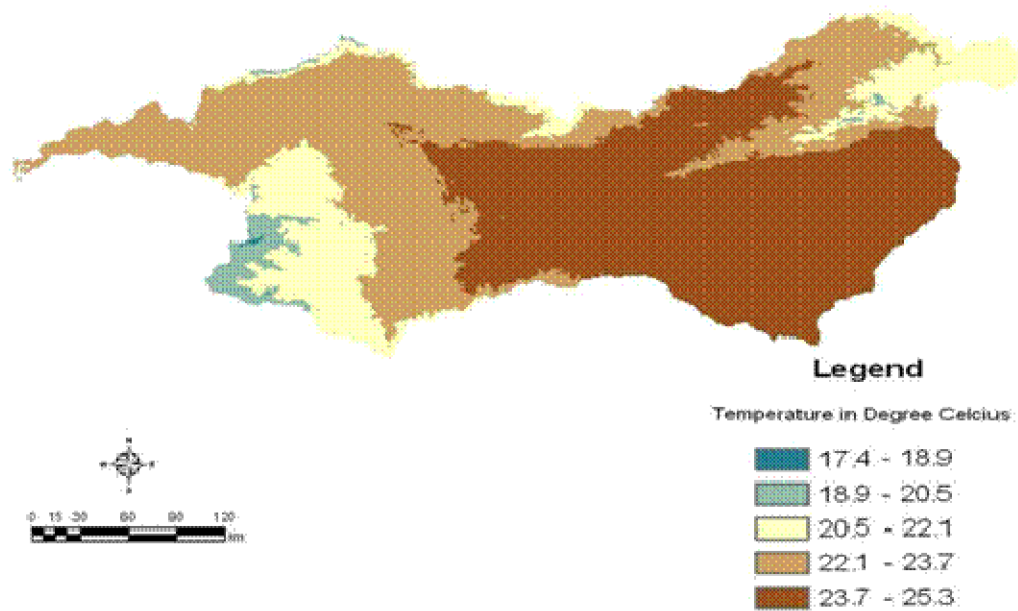 Legend
Temperature in Degree Celcius
17.4 - 18.9
18.9 - 20.5
20.5 - 22.1
22.1 - 23.7
23.7 - 25.3
N
W E
S
0 15 30 60 90 120
km